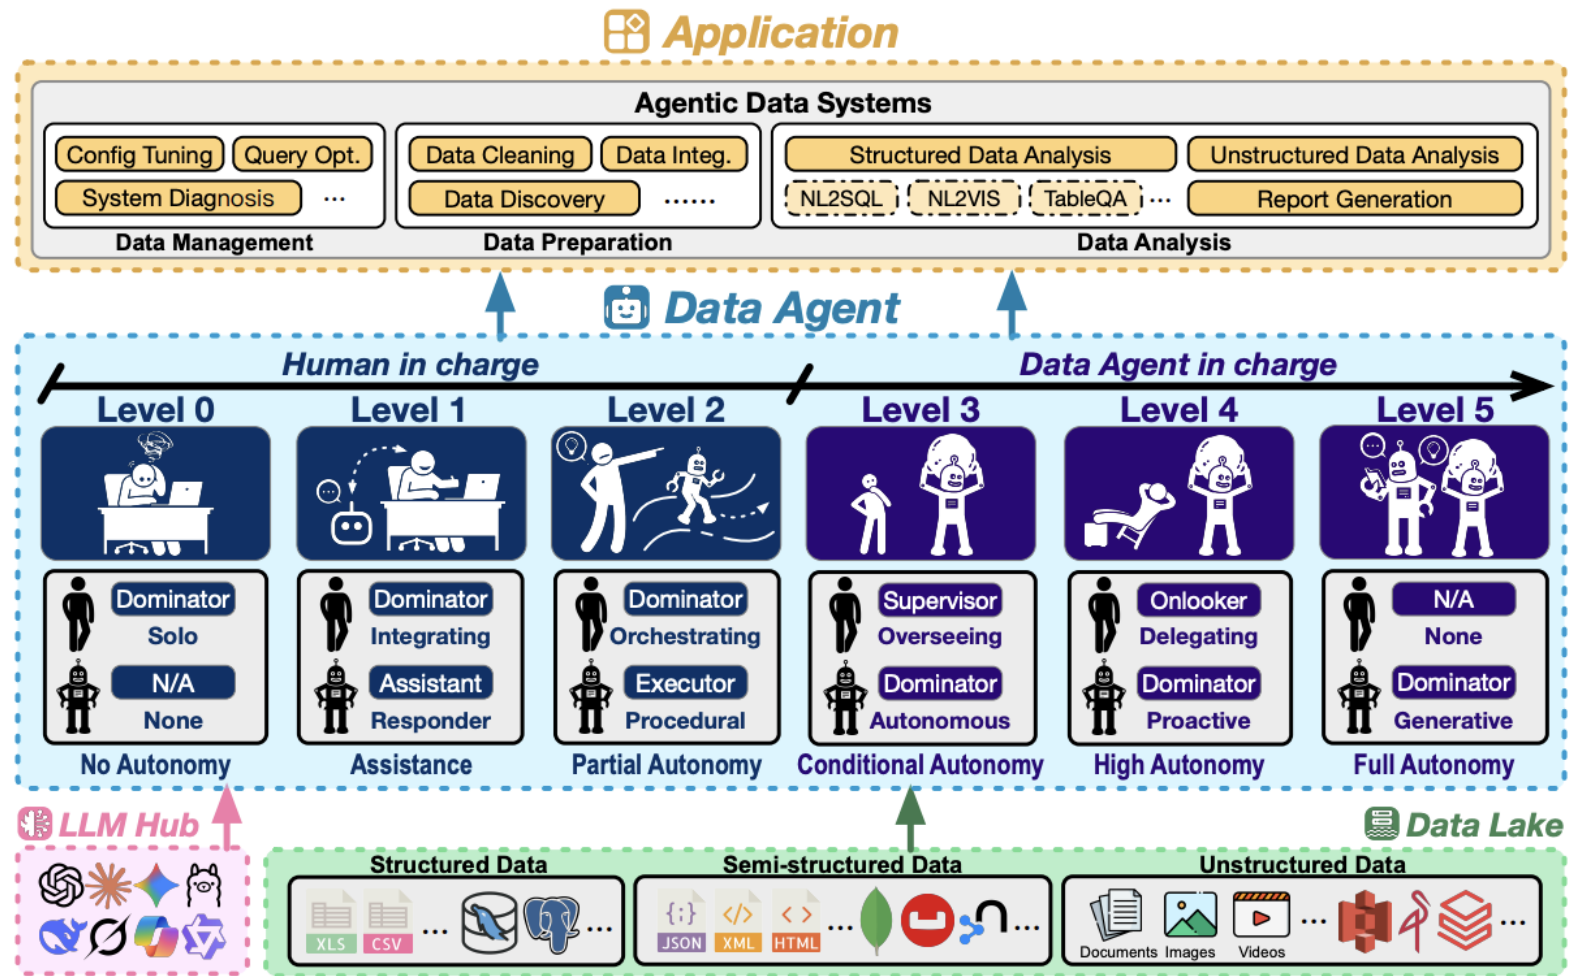 Application
Agentic Data Systems
Config Tuning
Query Opt.
System Diagnosis
...
Data Management
Data Cleaning
Data Integ.
Data Discovery
......
Data Preparation
Structured Data Analysis
Unstructured Data Analysis
NL2SQL
NL2VIS
TableQA
...
Report Generation
Data Analysis
Data Agent
Human in charge
Data Agent in charge
Level 0
Level 1
Level 2
Level 3
Level 4
Level 5
Dominator
Solo
N/A
None
No Autonomy
Dominator
Integrating
Assistant
Responder
Assistance
Dominator
Orchestrating
Executor
Procedural
Partial Autonomy
Supervisor
Overseeing
Dominator
Autonomous
Conditional Autonomy
Onlooker
Delegating
Dominator
Proactive
High Autonomy
N/A
None
Dominator
Generative
Full Autonomy
LLM Hub
Data Lake
Structured Data
XLS
CSV
...
...
Semi-structured Data
JSON
XML
HTML
...
...
Unstructured Data
Documents
Images
Videos
...
...